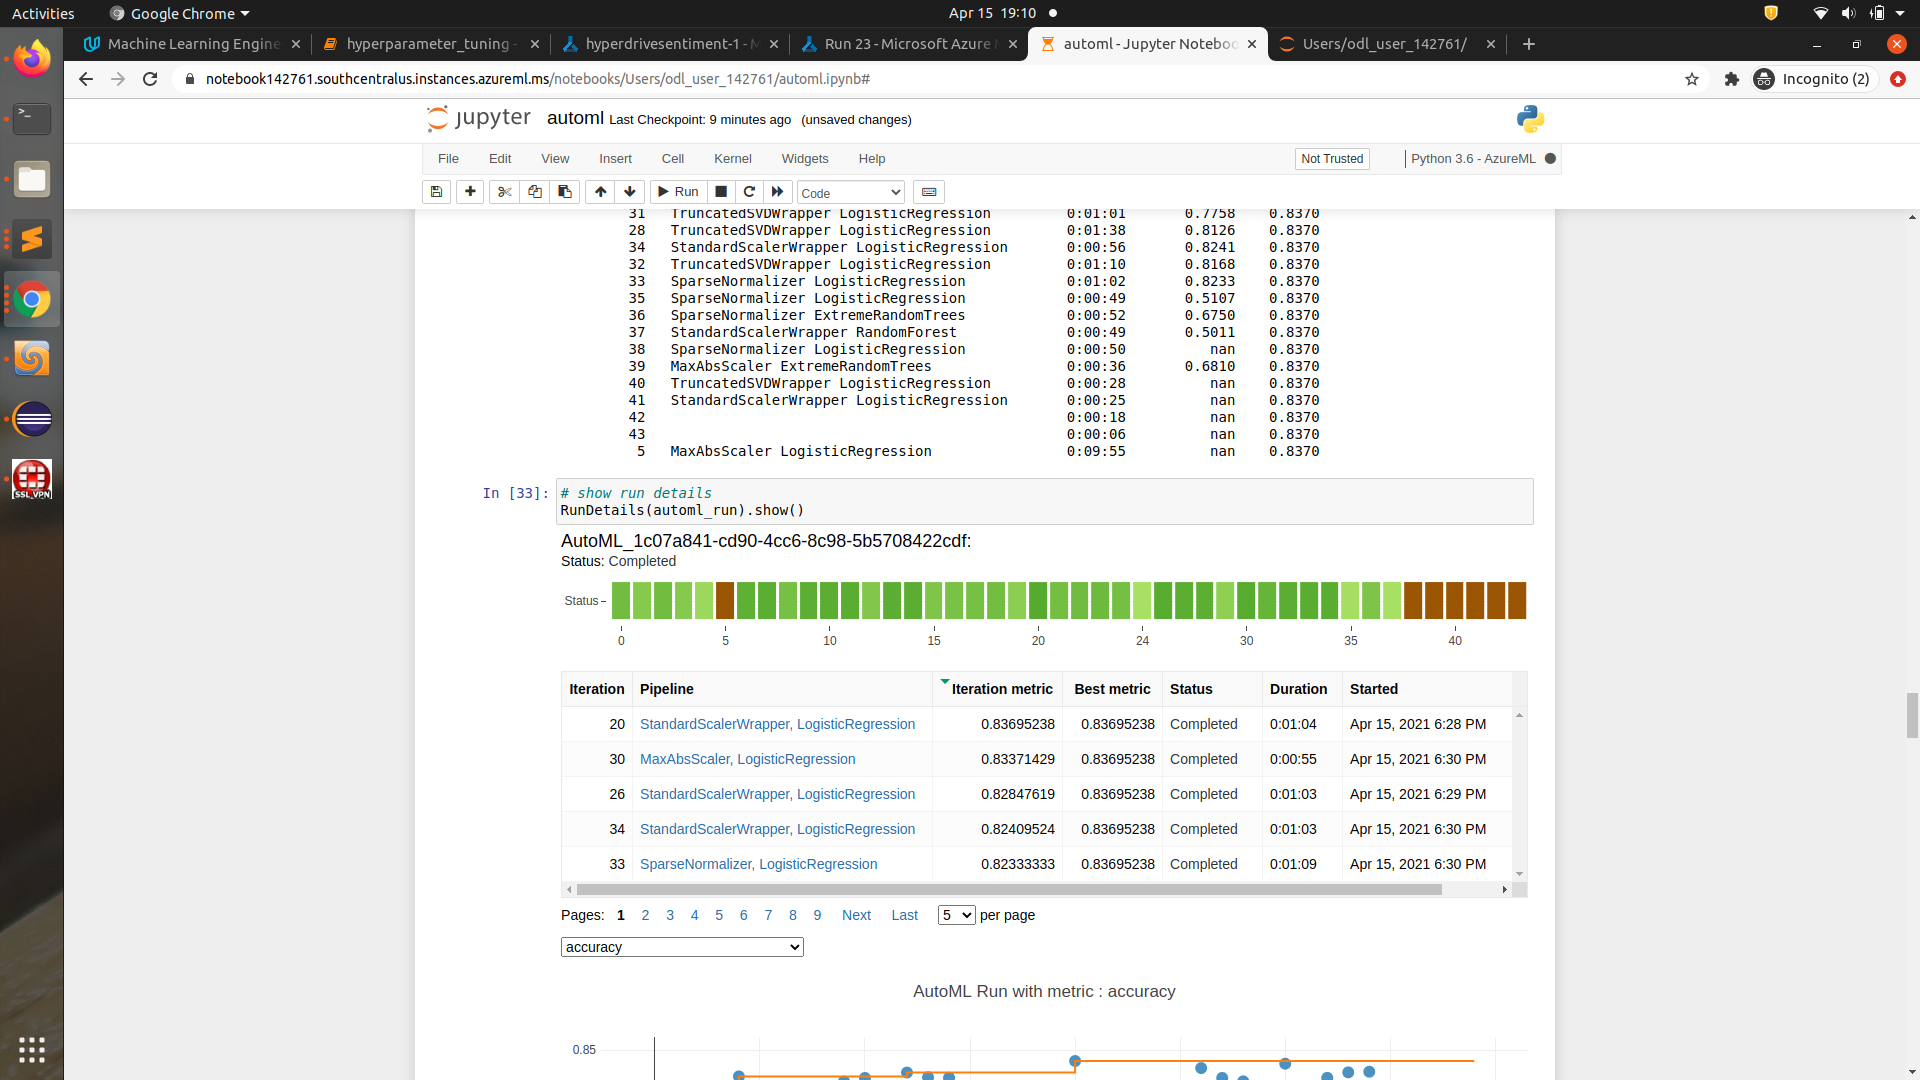 Activities
Google Chrome
Apr 15 19:10
Machine Learning Engine
hyperparameter_tuning -
hyperdrivesentiment-1 - M
Run 23 - Microsoft Azure
automl - Jupyter Noteboo
Users/odl_user_142761/
notebook142761.southcentralus.instances.azureml.ms/notebooks/Users/odl_user_142761/automl.ipynb#
Incognito (2)
jupyter automl Last Checkpoint: 9 minutes ago (unsaved changes)
File Edit View Insert Cell Kernel Widgets Help
Not Trusted
Python 3.6 - AzureML
Run
Code
31 TruncatedSVDWrapper LogisticRegression 0:01:01 0.7758 0.8370
28 TruncatedSVDWrapper LogisticRegression 0:01:38 0.8126 0.8370
34 StandardScalerWrapper LogisticRegression 0:00:56 0.8241 0.8370
32 TruncatedSVDWrapper LogisticRegression 0:01:10 0.8168 0.8370
33 SparseNormalizer LogisticRegression 0:01:02 0.8233 0.8370
35 SparseNormalizer LogisticRegression 0:00:49 0.5107 0.8370
36 SparseNormalizer ExtremeRandomTrees 0:00:52 0.6750 0.8370
37 StandardScalerWrapper RandomForest 0:00:49 0.5011 0.8370
38 SparseNormalizer LogisticRegression 0:00:50 nan 0.8370
39 MaxAbsScaler ExtremeRandomTrees 0:00:36 0.6810 0.8370
40 TruncatedSVDWrapper LogisticRegression 0:00:28 nan 0.8370
41 StandardScalerWrapper LogisticRegression 0:00:25 nan 0.8370
42 0:00:18 nan 0.8370
43 0:00:06 nan 0.8370
5 MaxAbsScaler LogisticRegression 0:09:55 nan 0.8370
In [33]: # show run details
RunDetails(automl_run).show()
AutoML_1c07a841-cd90-4cc6-8c98-5b5708422cdf:
Status: Completed
Status
0 5 10 15 20 24 30 35 40
Iteration Pipeline Iteration metric Best metric Status Duration Started
20 StandardScalerWrapper, LogisticRegression 0.83695238 0.83695238 Completed 0:01:04 Apr 15, 2021 6:28 PM
30 MaxAbsScaler, LogisticRegression 0.83371429 0.83695238 Completed 0:00:55 Apr 15, 2021 6:30 PM
26 StandardScalerWrapper, LogisticRegression 0.82847619 0.83695238 Completed 0:01:03 Apr 15, 2021 6:29 PM
34 StandardScalerWrapper, LogisticRegression 0.82409524 0.83695238 Completed 0:01:03 Apr 15, 2021 6:30 PM
33 SparseNormalizer, LogisticRegression 0.82333333 0.83695238 Completed 0:01:09 Apr 15, 2021 6:30 PM
Pages: 1 2 3 4 5 6 7 8 9 Next Last 5 per page
accuracy
AutoML Run with metric : accuracy
0.85
SSL VPN